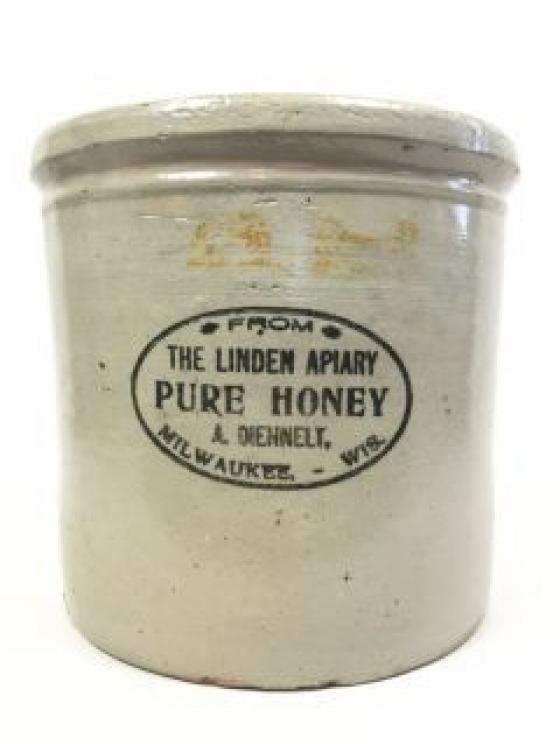 FROM
THE LINDEN APIARY
PURE HONEY
A. DIEHNELT,
MILWAUKEE, - WIS.